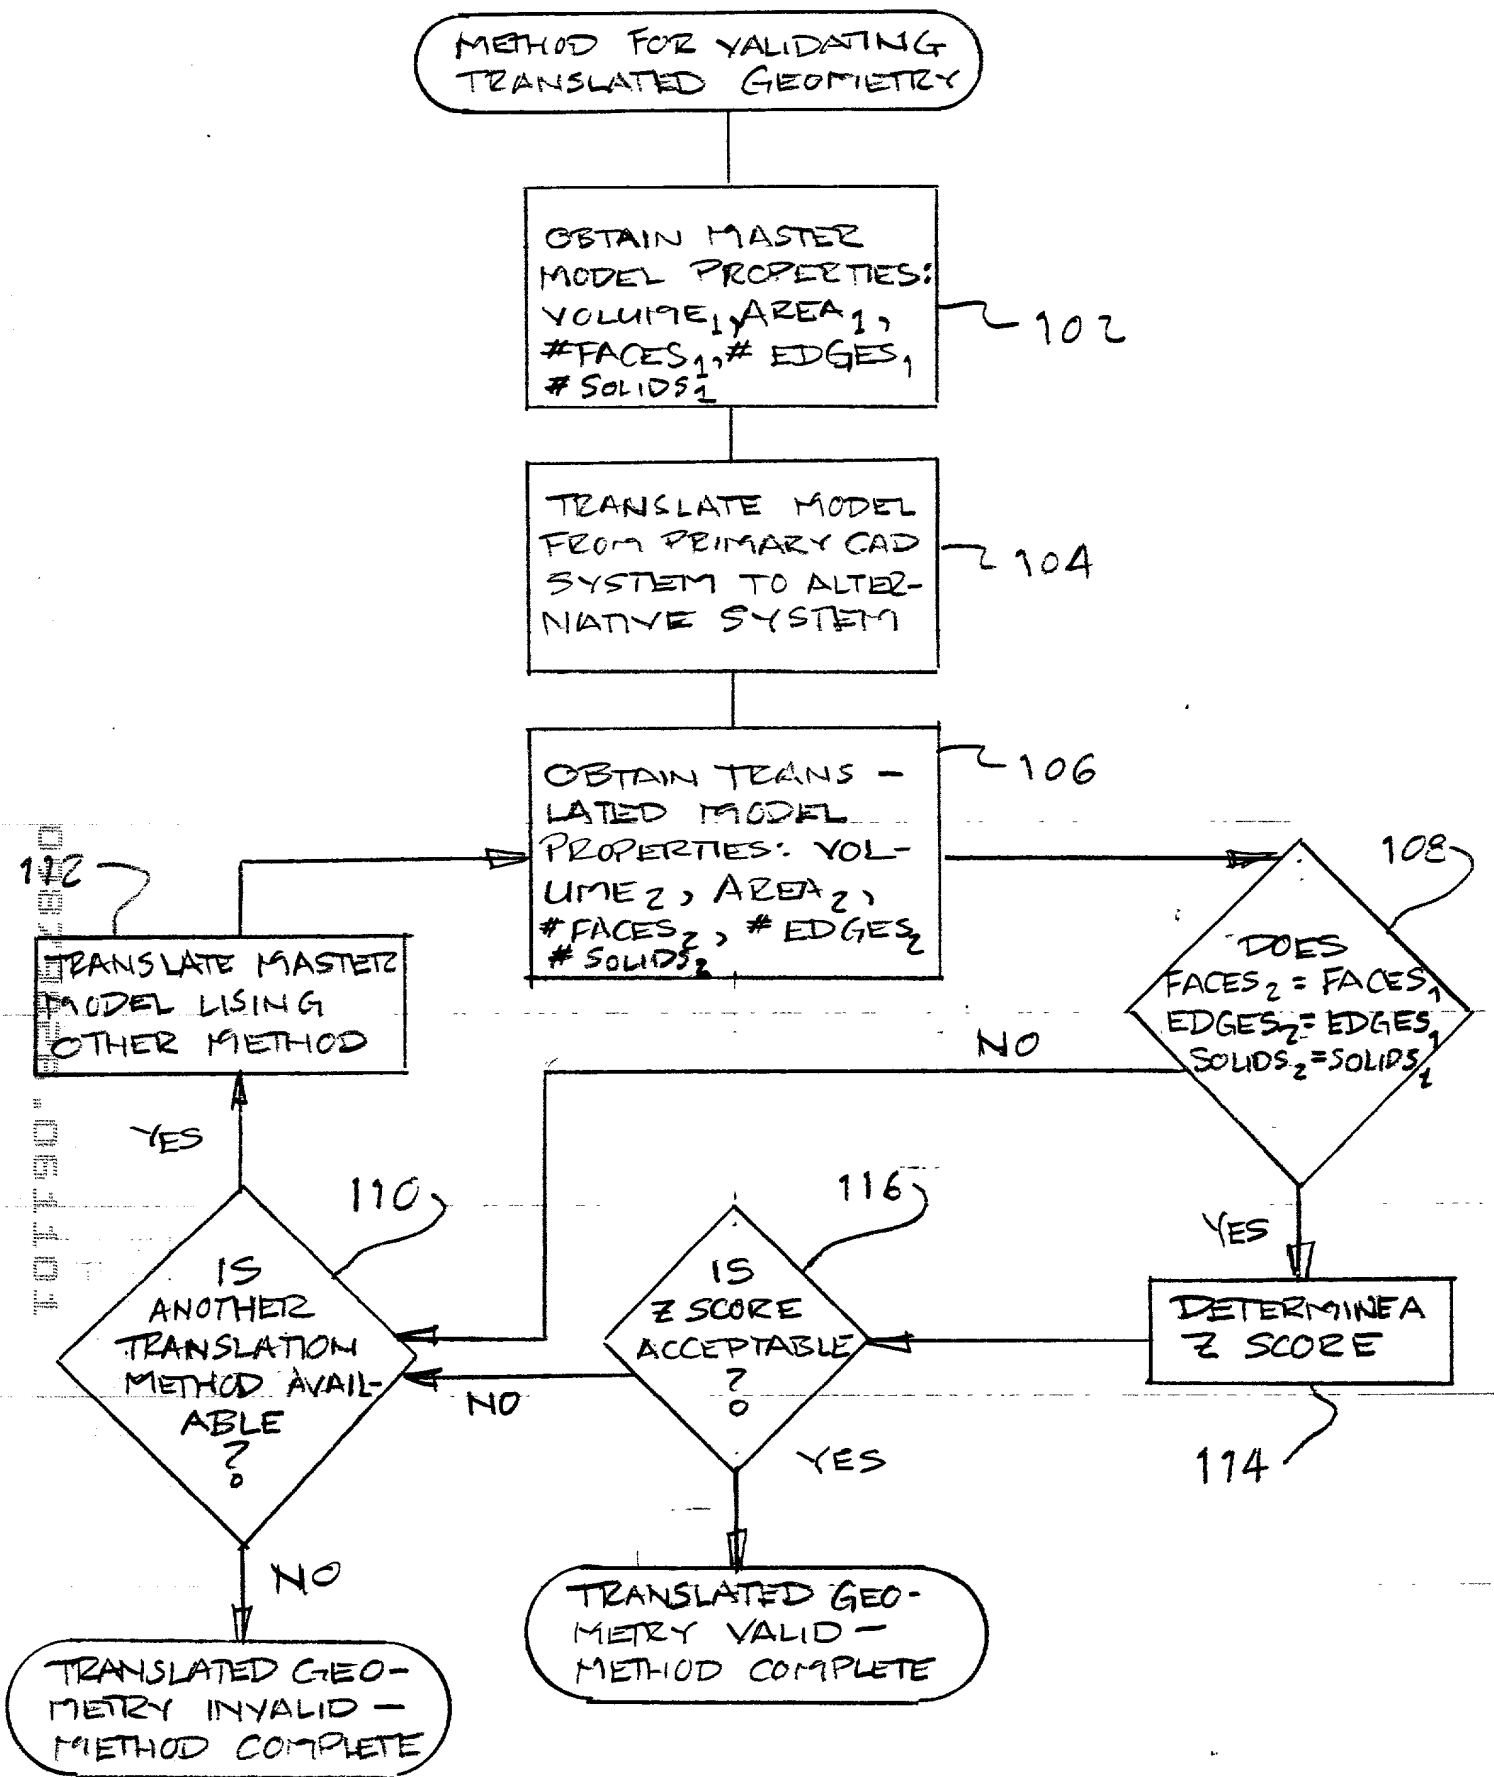 METHOD FOR VALIDATING
TRANSLATED GEOMETRY
OBTAIN MASTER
MODEL PROPERTIES:
VOLUME1, AREA1,
#FACES1, # EDGES1
# SOLIDS1
102
TRANSLATE MODEL
FROM PRIMARY CAD
SYSTEM TO ALTER-
NATIVE SYSTEM
104
OBTAIN TRANS-
LATED MODEL
PROPERTIES: VOL-
UME2, AREA2,
#FACES2, # EDGES2
# SOLIDS2
106
108
DOES
FACES2 = FACES1
EDGES2 = EDGES1
SOLIDS2 = SOLIDS1
NO
YES
112
TRANSLATE MASTER
MODEL USING
OTHER METHOD
YES
110
IS
ANOTHER
TRANSLATION
METHOD AVAIL-
ABLE
?
NO
116
IS
Z SCORE
ACCEPTABLE
?
NO
YES
DETERMINE A
Z SCORE
114
TRANSLATED GEO-
METRY VALID-
METHOD COMPLETE
TRANSLATED GEO-
METRY INVALID-
METHOD COMPLETE